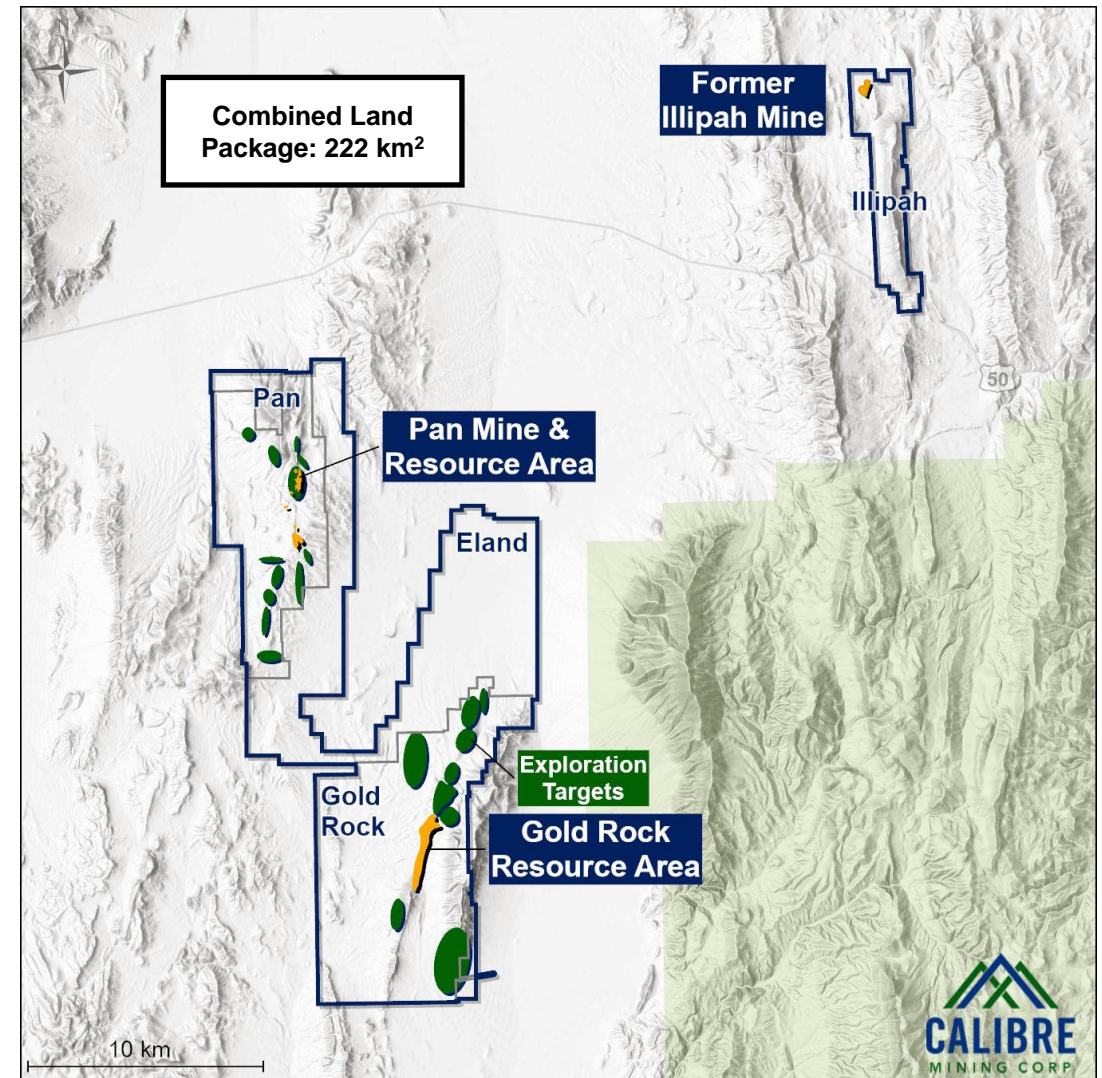 Combined Land
Package: 222 km²
Former
Illipah Mine
Illipah
50
Pan
Pan Mine &
Resource Area
Eland
Exploration
Targets
Gold
Rock
Gold Rock
Resource Area
10 km
CALIBRE
MINING CORP